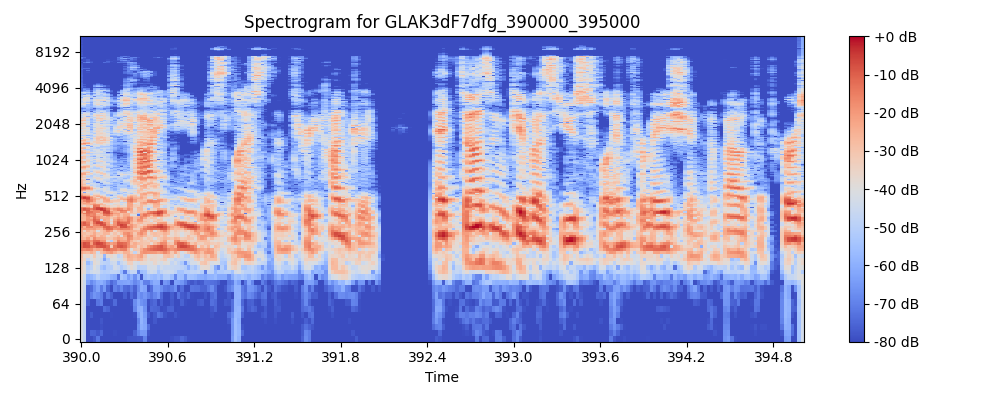 Spectrogram for GLAK3dF7dfg_390000_395000
Hz
8192
4096
2048
1024
512
256
128
64
0
390.0 390.6 391.2 391.8 392.4 393.0 393.6 394.2 394.8
Time
+0 dB
-10 dB
-20 dB
-30 dB
-40 dB
-50 dB
-60 dB
-70 dB
-80 dB